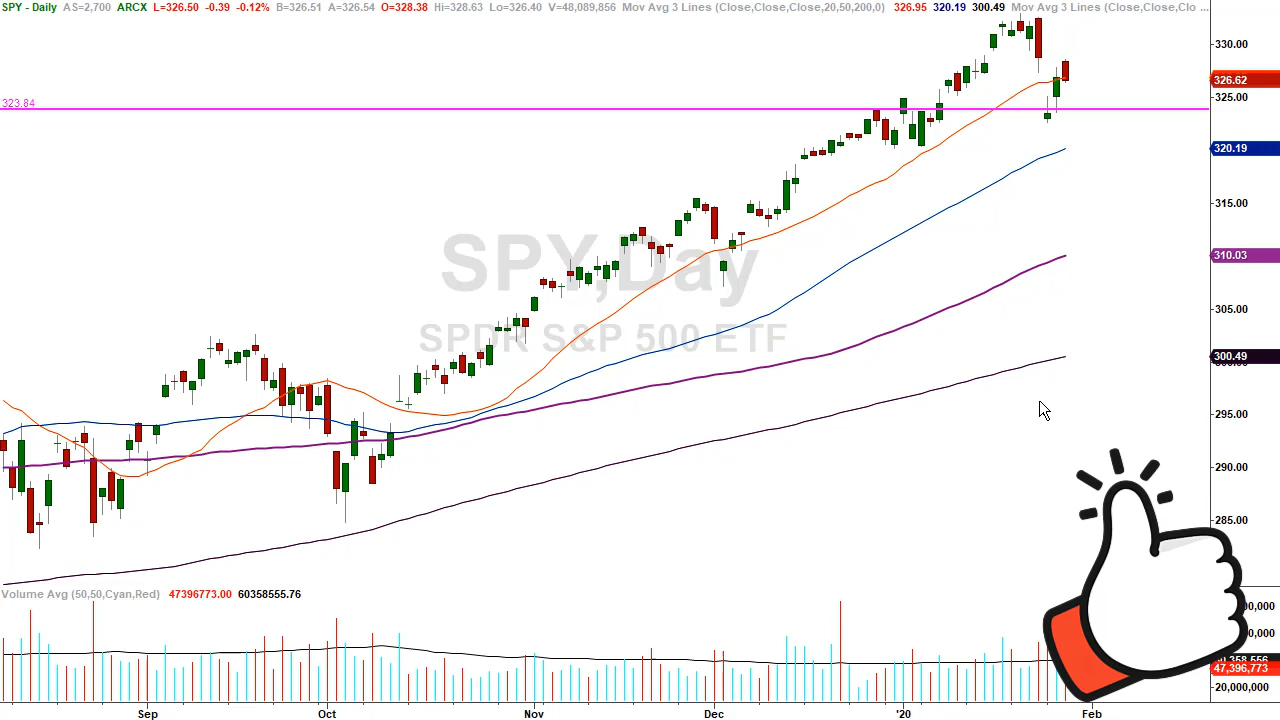 SPY - Daily AS=2,700 ARCX L=326.50 -0.39 -0.12% B=326.51 A=326.54 O=328.38 Hi=328.63 Lo=326.40 V=48,089,856 Mov Avg 3 Lines (Close,Close,Close,20,50,200,0) 326.95 320.19 300.49 Mov Avg 3 Lines (Close,Close,Clo ...
330.00
326.62
325.00
323.84
320.19
315.00
SPY,Day
310.03
305.00
SPDR S&P 500 ETF
300.49
295.00
290.00
285.00
Volume Avg (50,50,Cyan,Red) 47396773.00 60358555.76
47,396,773
20,000,000
Sep Oct Nov Dec '20 Feb